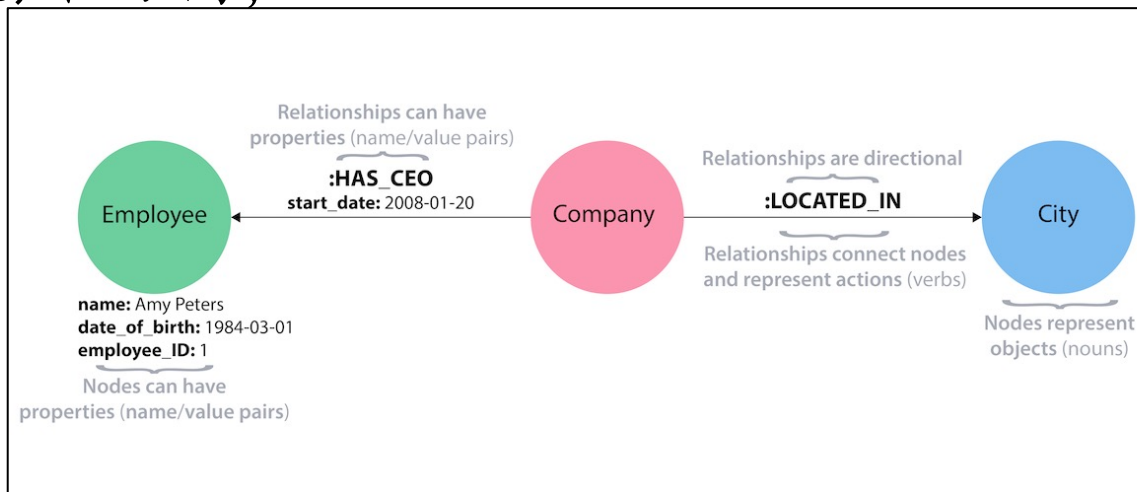 Relationships can have
properties (name/value pairs)
:HAS_CEO
start_date: 2008-01-20
Employee
name: Amy Peters
date_of_birth: 1984-03-01
employee_ID: 1
Nodes can have
properties (name/value pairs)
Company
Relationships are directional
:LOCATED_IN
Relationships connect nodes
and represent actions (verbs)
City
Nodes represent
objects (nouns)